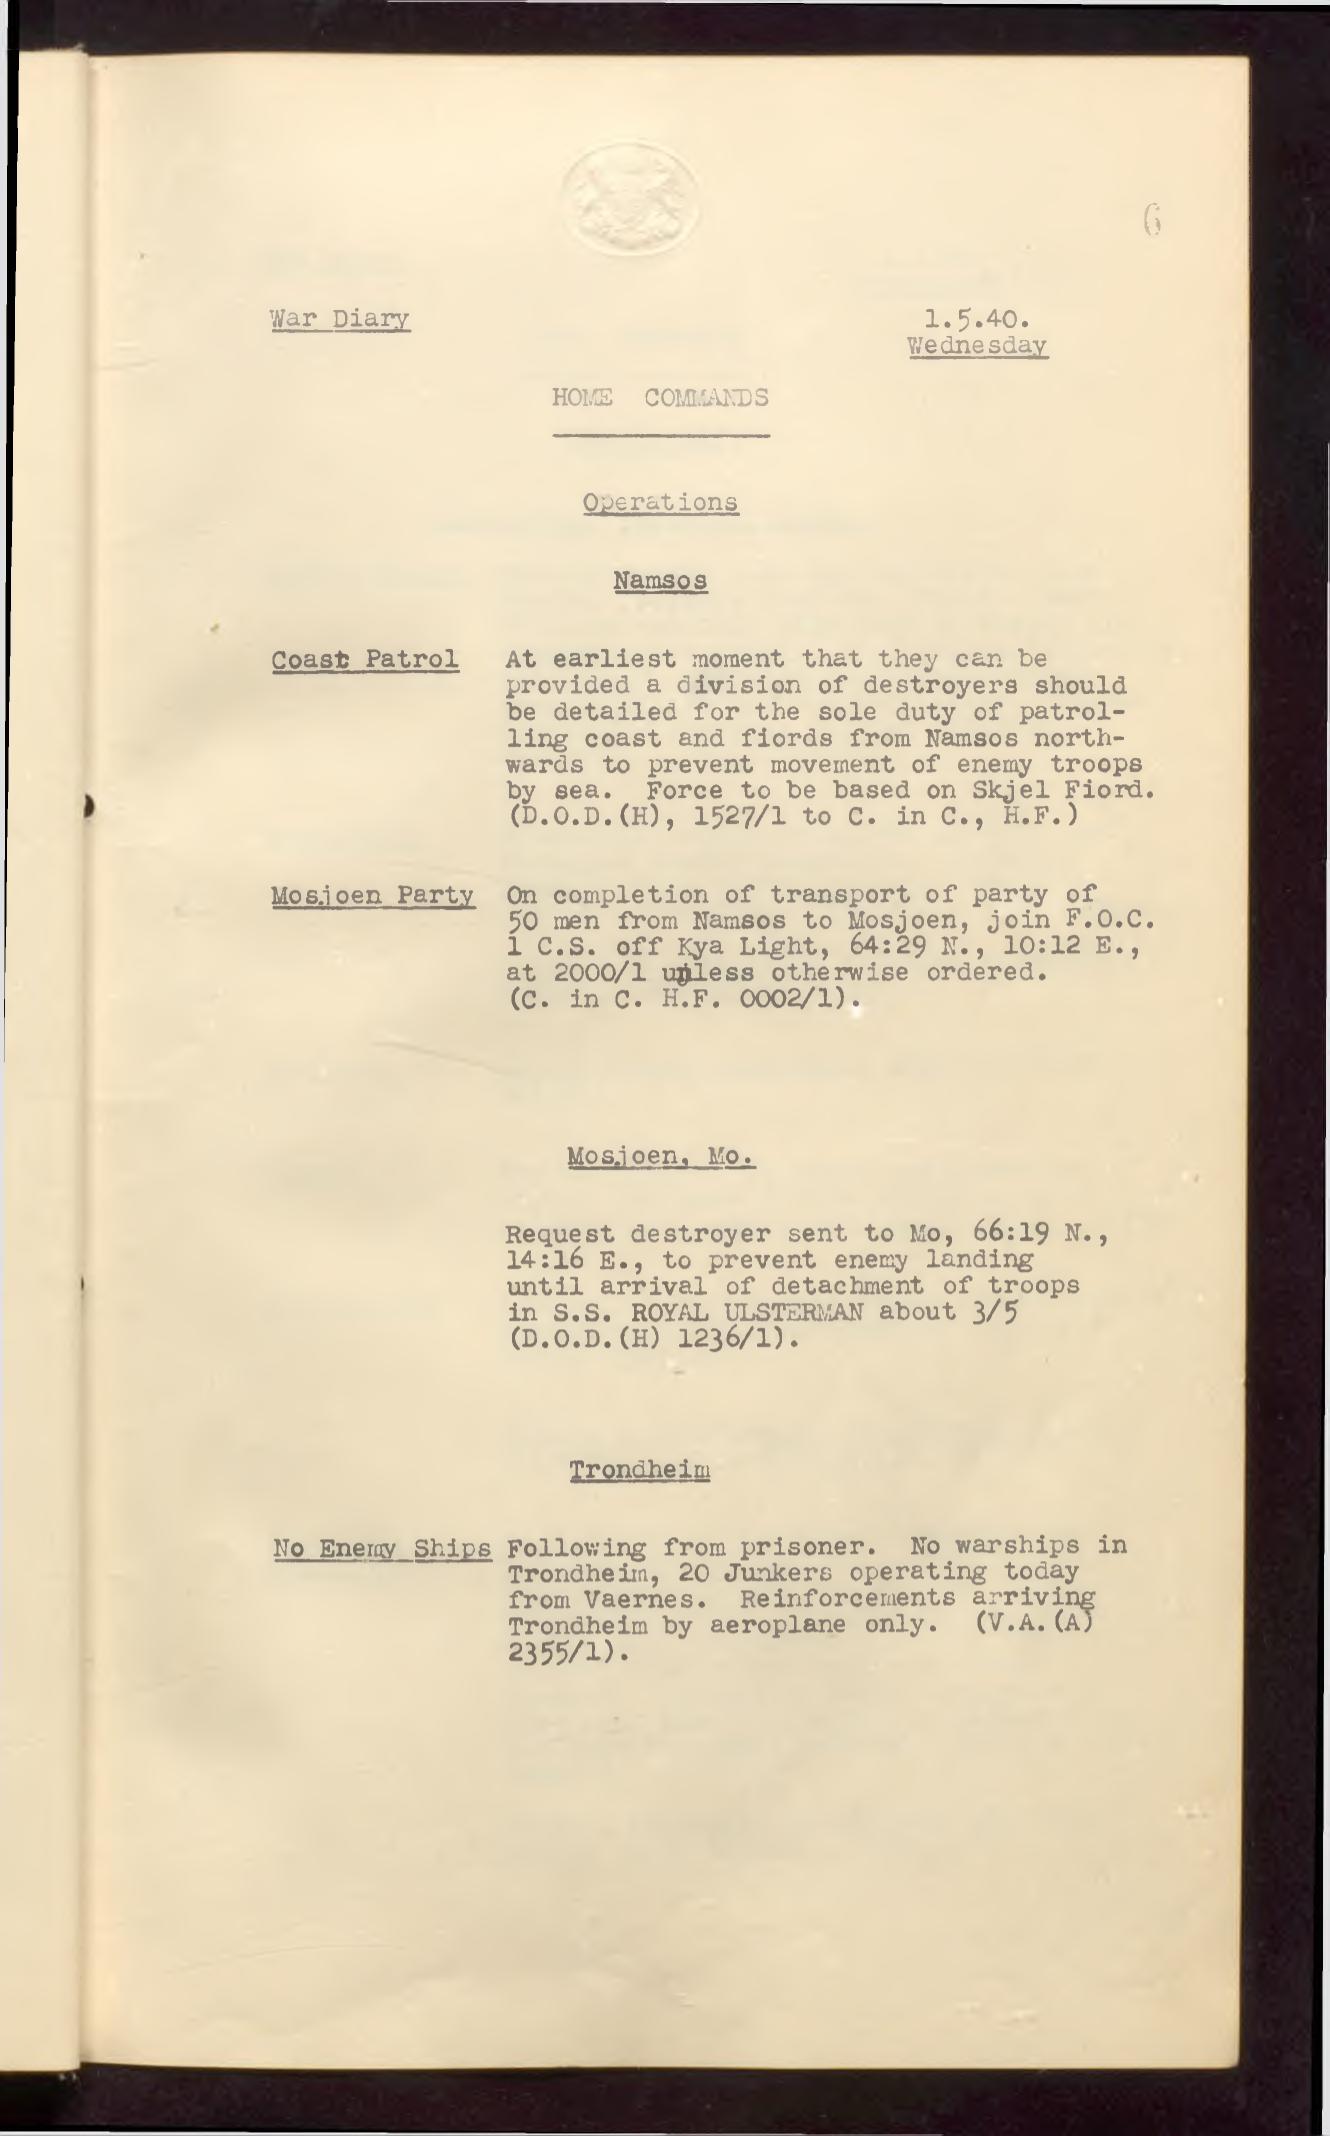 6
War Diary
1.5.40.
Wednesday
HOME COMMANDS
Operations
Namsos
Coast Patrol At earliest moment that they can be
provided a division of destroyers should
be detailed for the sole duty of patrol-
ling coast and fiords from Namsos north-
wards to prevent movement of enemy troops
by sea. Force to be based on Skjel Fiord.
(D.O.D.(H), 1527/1 to C. in C., H.F.)
Mosjoen Party On completion of transport of party of
50 men from Namsos to Mosjoen, join F.O.C.
1 C.S. off Kya Light, 64:29 N., 10:12 E.,
at 2000/1 unless otherwise ordered.
(C. in C. H.F. 0002/1).
Mosjoen, Mo.
Request destroyer sent to Mo, 66:19 N.,
14:16 E., to prevent enemy landing
until arrival of detachment of troops
in S.S. ROYAL ULSTERMAN about 3/5
(D.O.D.(H) 1236/1).
Trondheim
No Enemy Ships Following from prisoner. No warships in
Trondheim, 20 Junkers operating today
from Vaernes. Reinforcements arriving
Trondheim by aeroplane only. (V.A.(A)
2355/1).